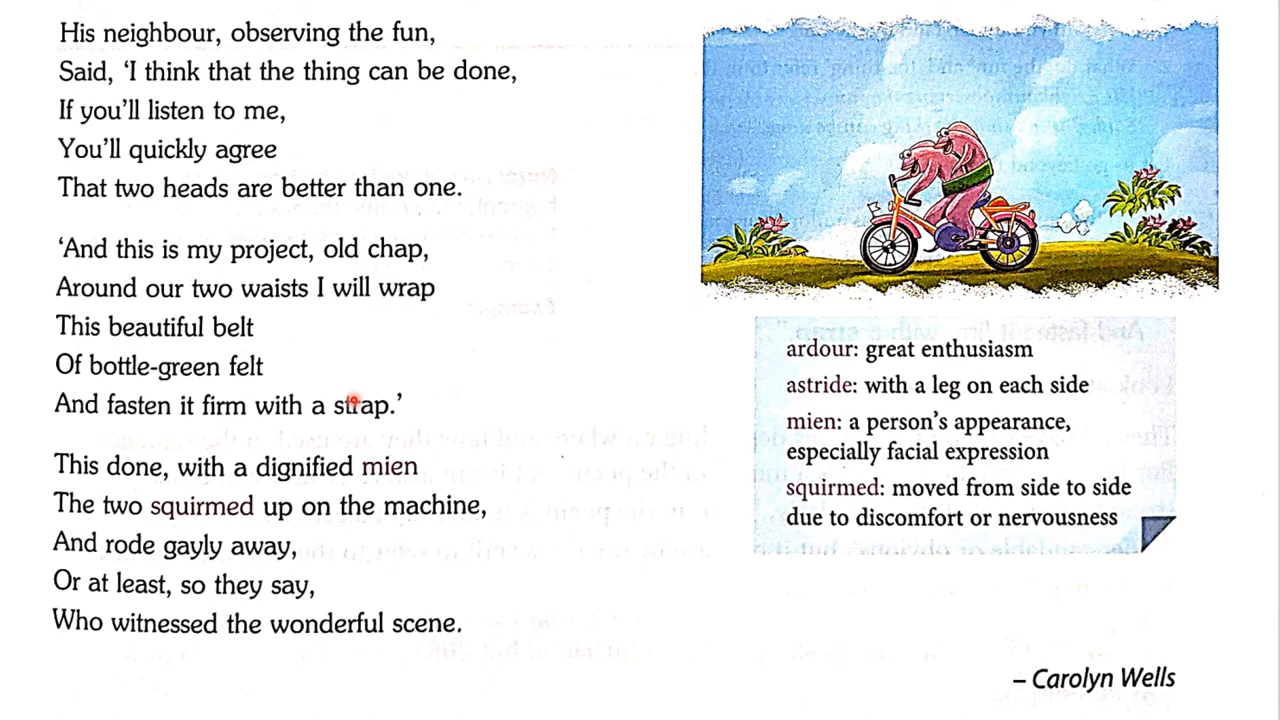 His neighbour, observing the fun,
Said, ‘I think that the thing can be done,
If you’ll listen to me,
You’ll quickly agree
That two heads are better than one.
‘And this is my project, old chap,
Around our two waists I will wrap
This beautiful belt
Of bottle-green felt
And fasten it firm with a strap.’
This done, with a dignified mien
The two squirmed up on the machine,
And rode gayly away,
Or at least, so they say,
Who witnessed the wonderful scene.
ardour: great enthusiasm
astride: with a leg on each side
mien: a person’s appearance,
especially facial expression
squirmed: moved from side to side
due to discomfort or nervousness
– Carolyn Wells